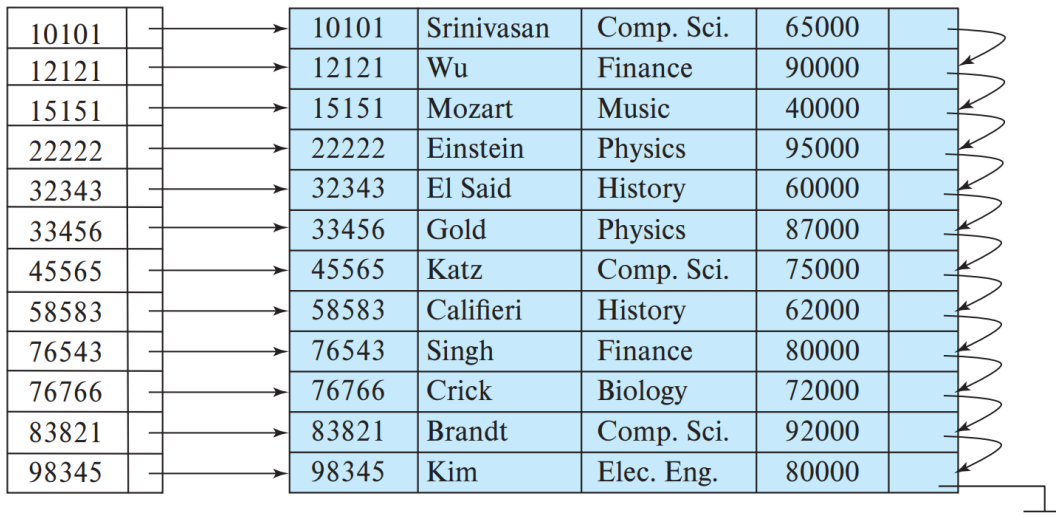 10101 10101 Srinivasan Comp. Sci. 65000
12121 12121 Wu Finance 90000
15151 15151 Mozart Music 40000
22222 22222 Einstein Physics 95000
32343 32343 El Said History 60000
33456 33456 Gold Physics 87000
45565 45565 Katz Comp. Sci. 75000
58583 58583 Califieri History 62000
76543 76543 Singh Finance 80000
76766 76766 Crick Biology 72000
83821 83821 Brandt Comp. Sci. 92000
98345 98345 Kim Elec. Eng. 80000